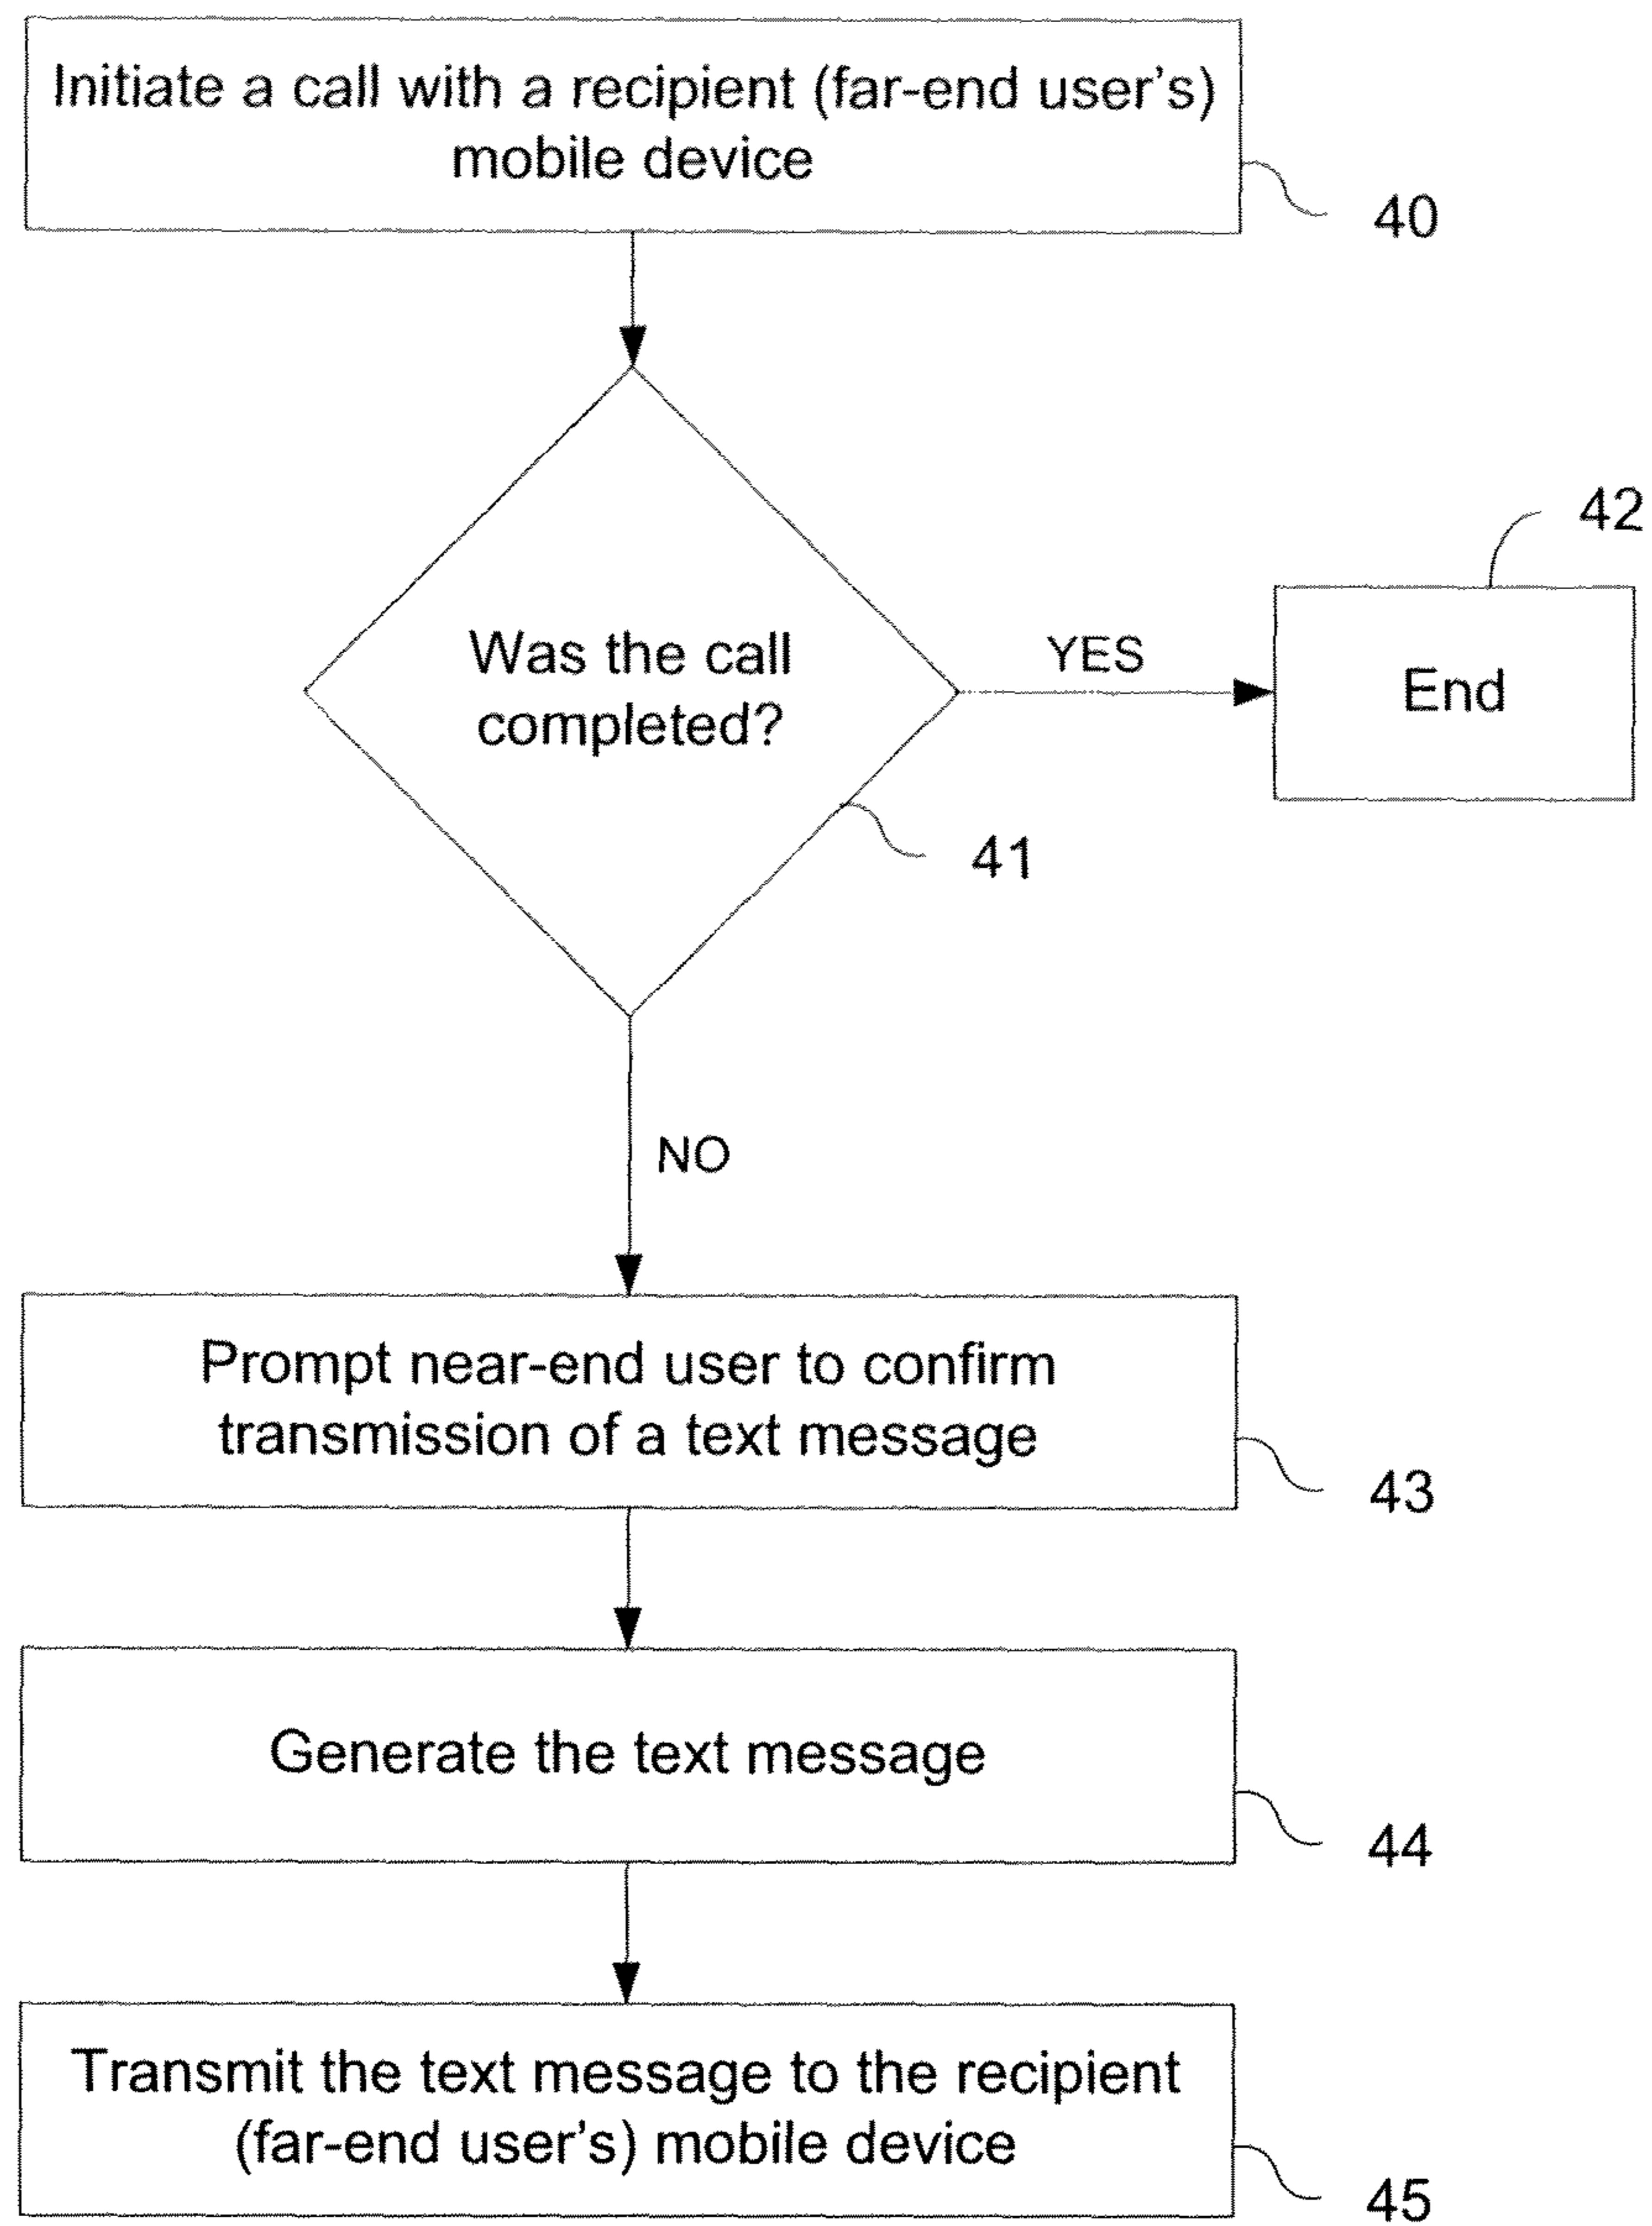 Initiate a call with a recipient (far-end user's)
mobile device
40
42
Was the call
completed?
YES
End
41
NO
Prompt near-end user to confirm
transmission of a text message
43
Generate the text message
44
Transmit the text message to the recipient
(far-end user's) mobile device
45